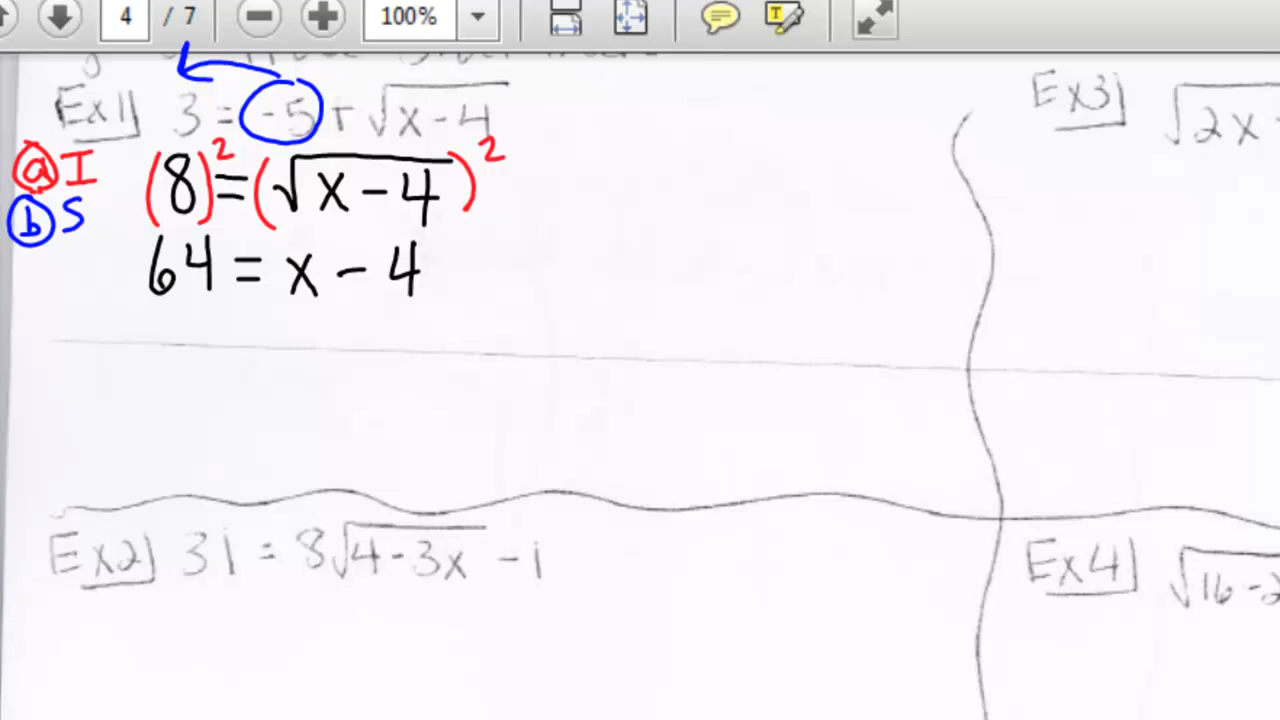 4 / 7 100%
Ex1] 3 = -5 + √x-4
ⓐ I (8)² = (√x-4)²
ⓑ S
64 = x - 4
Ex2] 31 = 8√4-3x - 1
Ex3] √2x
Ex4] √16-2